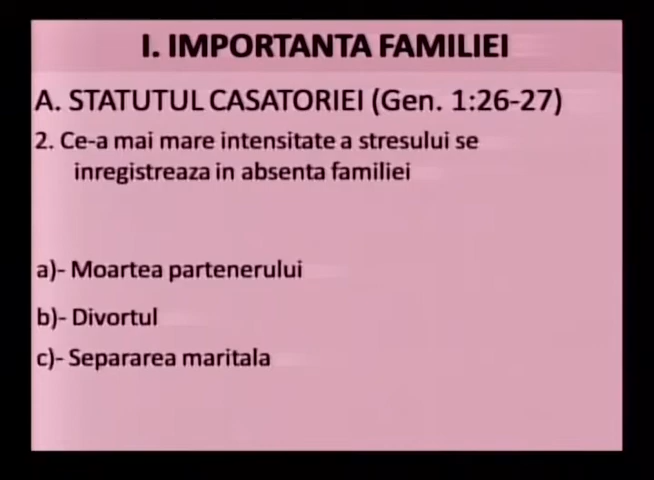 I. IMPORTANTA FAMILIEI
A. STATUTUL CASATORIEI (Gen. 1:26-27)
2. Ce-a mai mare intensitate a stresului se
inregistreaza in absenta familiei
a)- Moartea partenerului
b)- Divortul
c)- Separarea maritala